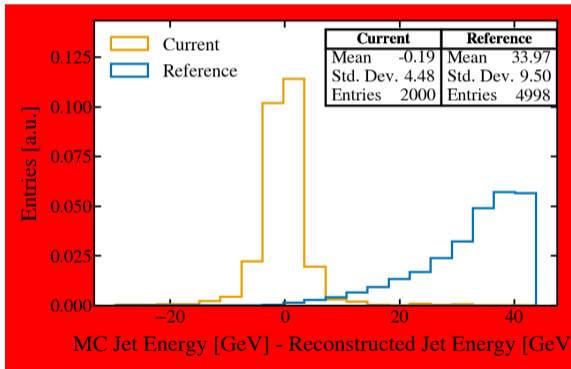 Current
Reference
Current Reference
Mean -0.19 Mean 33.97
Std. Dev. 4.48 Std. Dev. 9.50
Entries 2000 Entries 4998
Entries [a.u.]
0.125
0.100
0.075
0.050
0.025
0.000
−20 0 20 40
MC Jet Energy [GeV] - Reconstructed Jet Energy [GeV